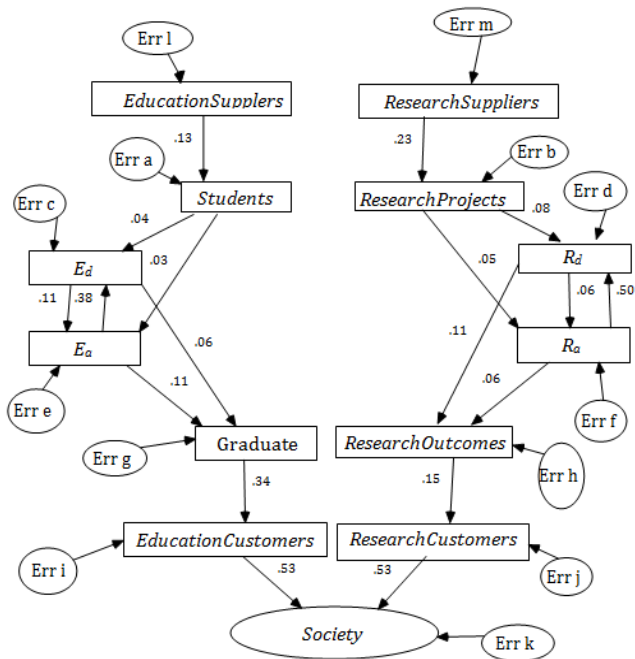 Err l
Err m
EducationSupplers
ResearchSuppliers
.13
.23
Err a
Err b
Students
ResearchProjects
Err c
Err d
.04
.08
Ed
.03
.05
Rd
.11
.38
.06
.50
Ea
.06
.11
Ra
.11
.06
Err e
Err f
Err g
Graduate
ResearchOutcomes
Err h
.34
.15
EducationCustomers
ResearchCustomers
Err i
.53
.53
Err j
Society
Err k